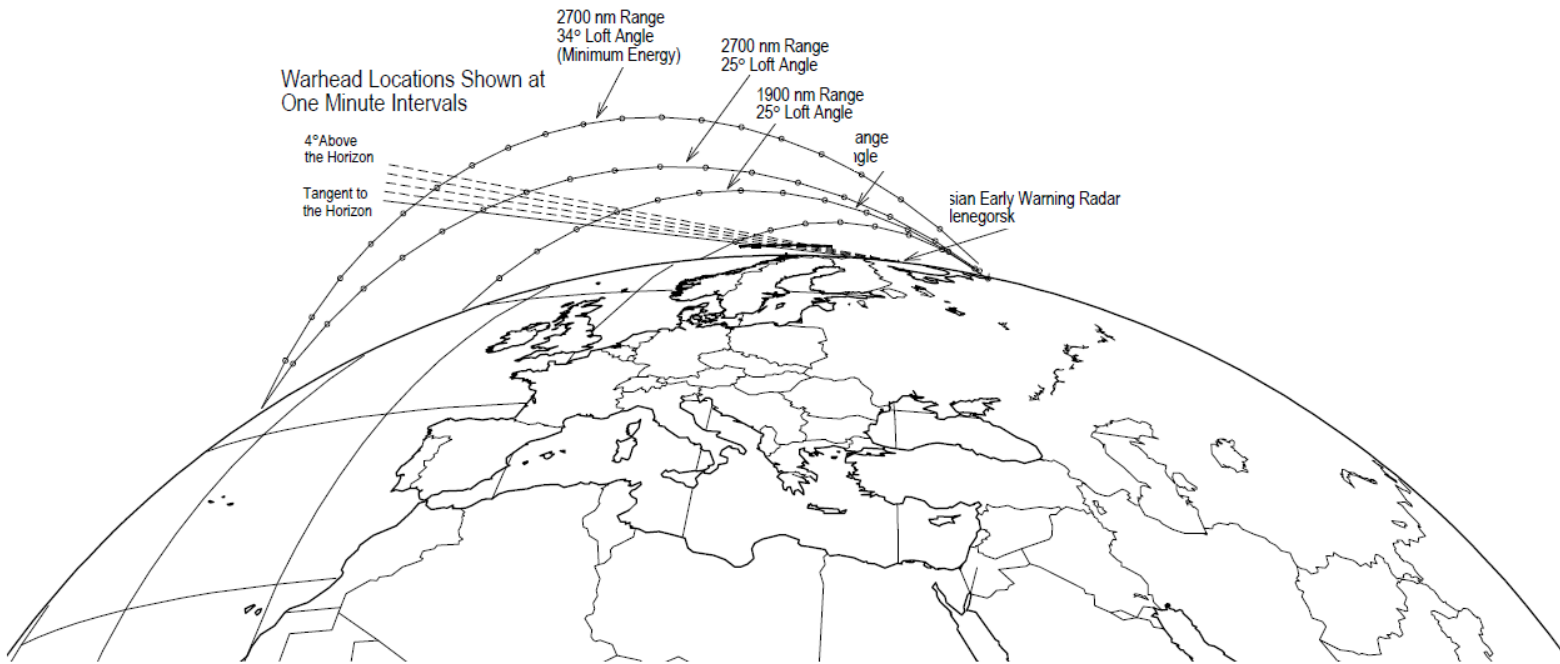 2700 nm Range
34° Loft Angle
(Minimum Energy)
2700 nm Range
25° Loft Angle
Warhead Locations Shown at
One Minute Intervals
1900 nm Range
25° Loft Angle
4°Above
the Horizon
ange
ngle
Tangent to
the Horizon
sian Early Warning Radar
lenegorsk